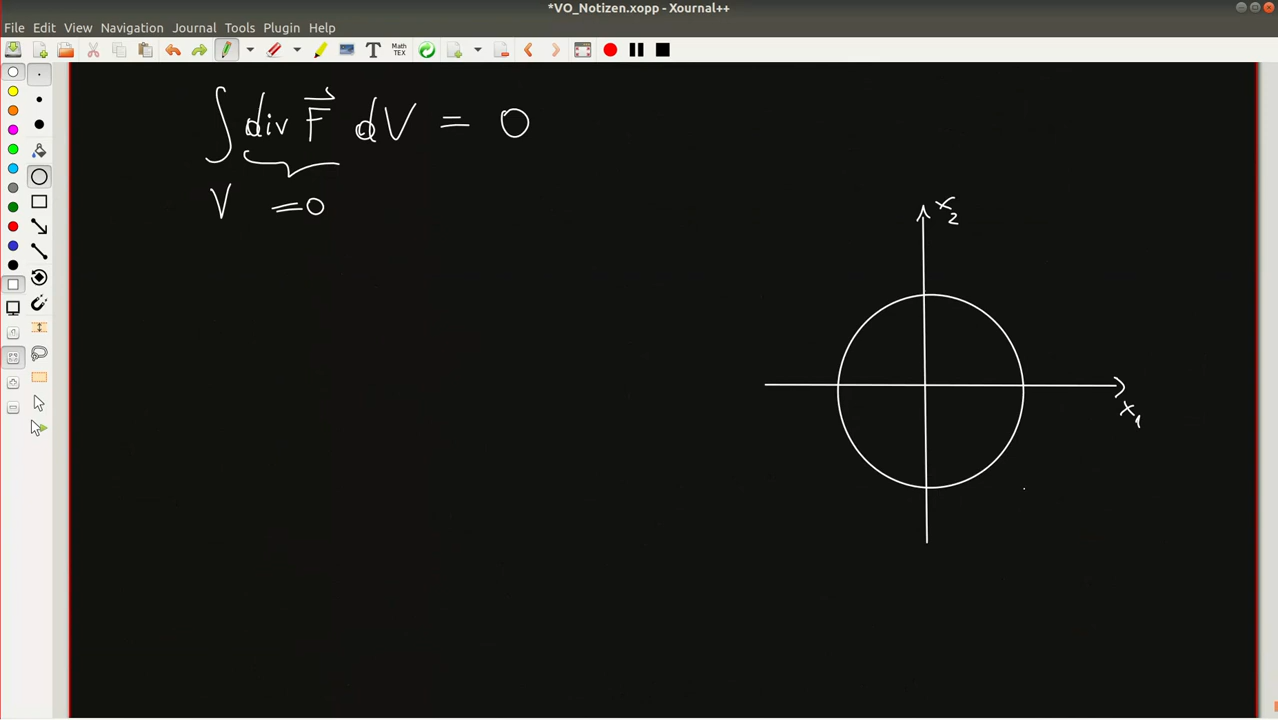 *VO_Notizen.xopp - Xournal++
File Edit View Navigation Journal Tools Plugin Help
Math TEX
∫ div F⃗ dV = 0
V = 0
x₂
x₁